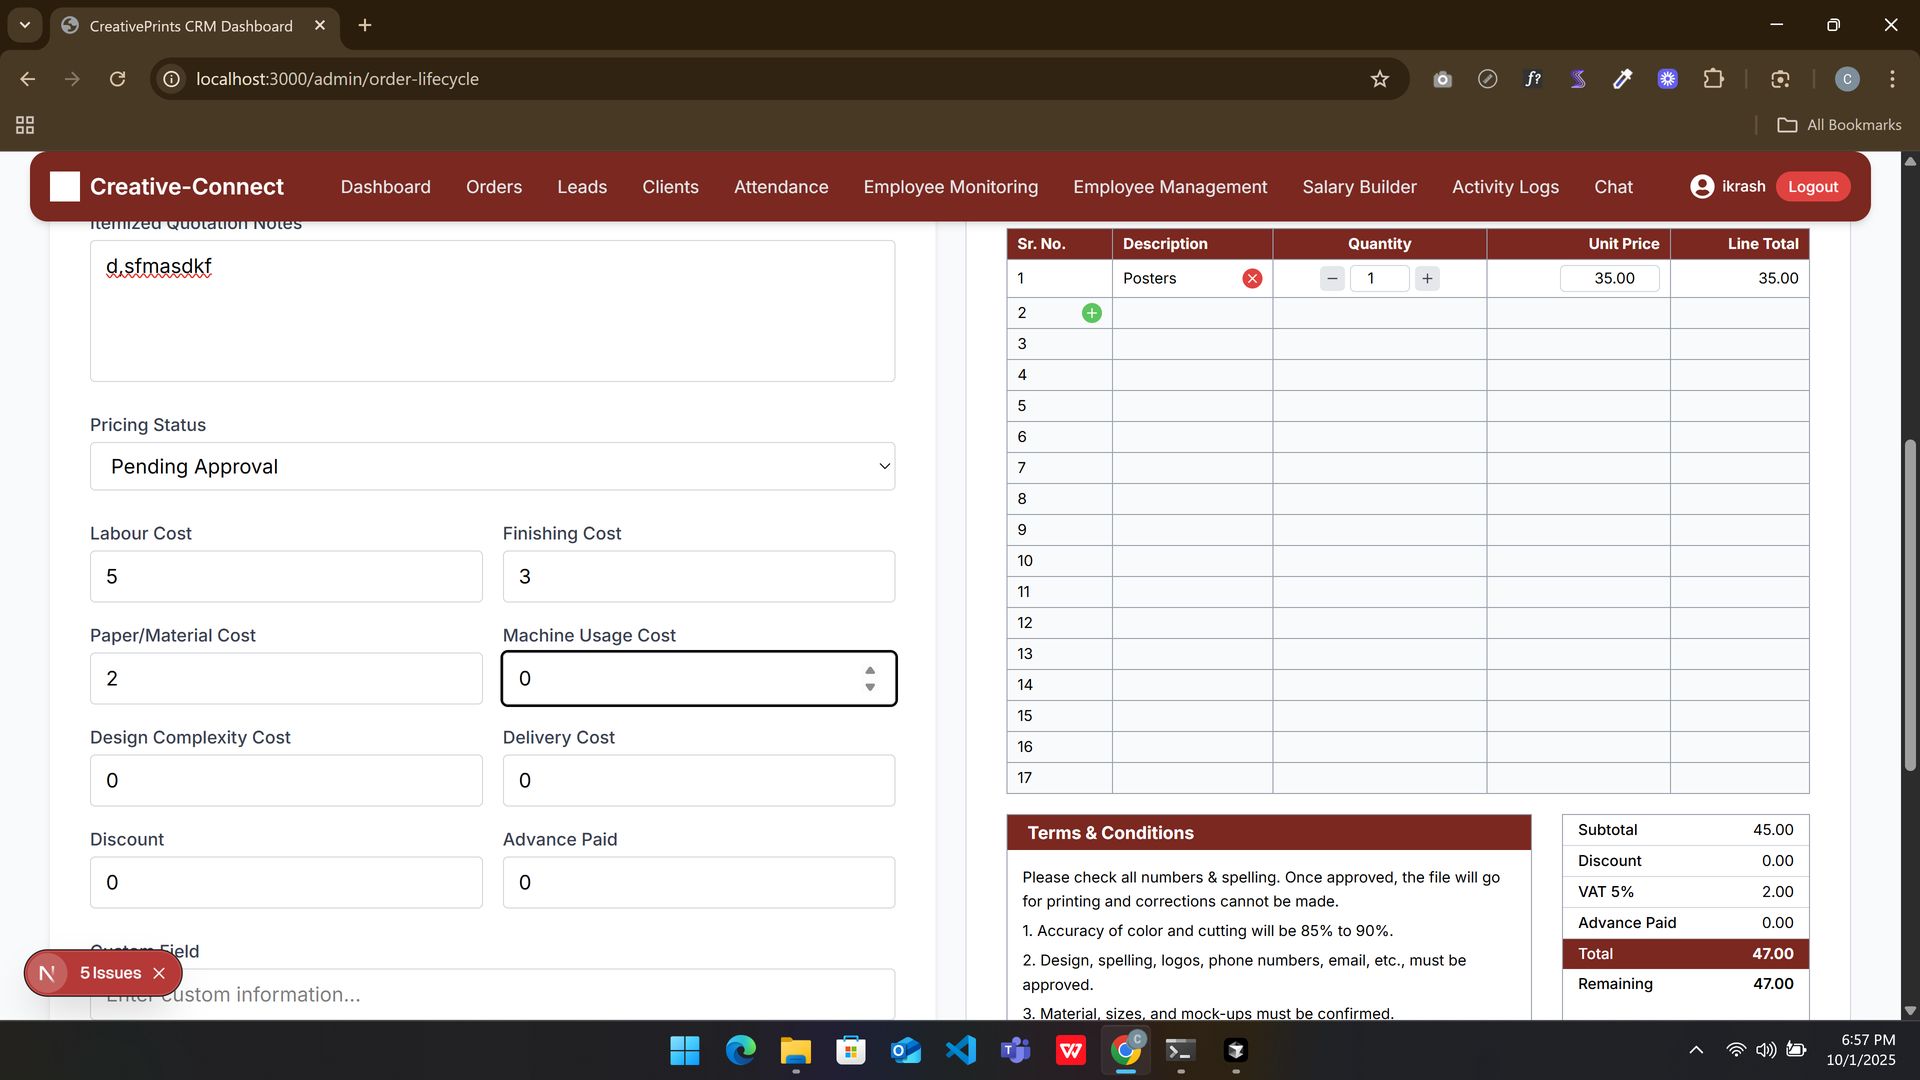 CreativePrints CRM Dashboard
localhost:3000/admin/order-lifecycle
f?
C
All Bookmarks
Creative-Connect
Dashboard
Orders
Leads
Clients
Attendance
Employee Monitoring
Employee Management
Salary Builder
Activity Logs
Chat
ikrash
Logout
Itemized Quotation Notes
d,sfmasdkf
Pricing Status
Pending Approval
Labour Cost
Finishing Cost
5
3
Paper/Material Cost
Machine Usage Cost
2
0
Design Complexity Cost
Delivery Cost
0
0
Discount
Advance Paid
0
0
Custom Field
Enter custom information...
N 5 Issues
Sr. No. Description Quantity Unit Price Line Total
1 Posters − 1 + 35.00 35.00
2
3
4
5
6
7
8
9
10
11
12
13
14
15
16
17
Terms & Conditions
Please check all numbers & spelling. Once approved, the file will go
for printing and corrections cannot be made.
1. Accuracy of color and cutting will be 85% to 90%.
2. Design, spelling, logos, phone numbers, email, etc., must be
approved.
3. Material, sizes, and mock-ups must be confirmed.
Subtotal 45.00
Discount 0.00
VAT 5% 2.00
Advance Paid 0.00
Total 47.00
Remaining 47.00
6:57 PM
10/1/2025